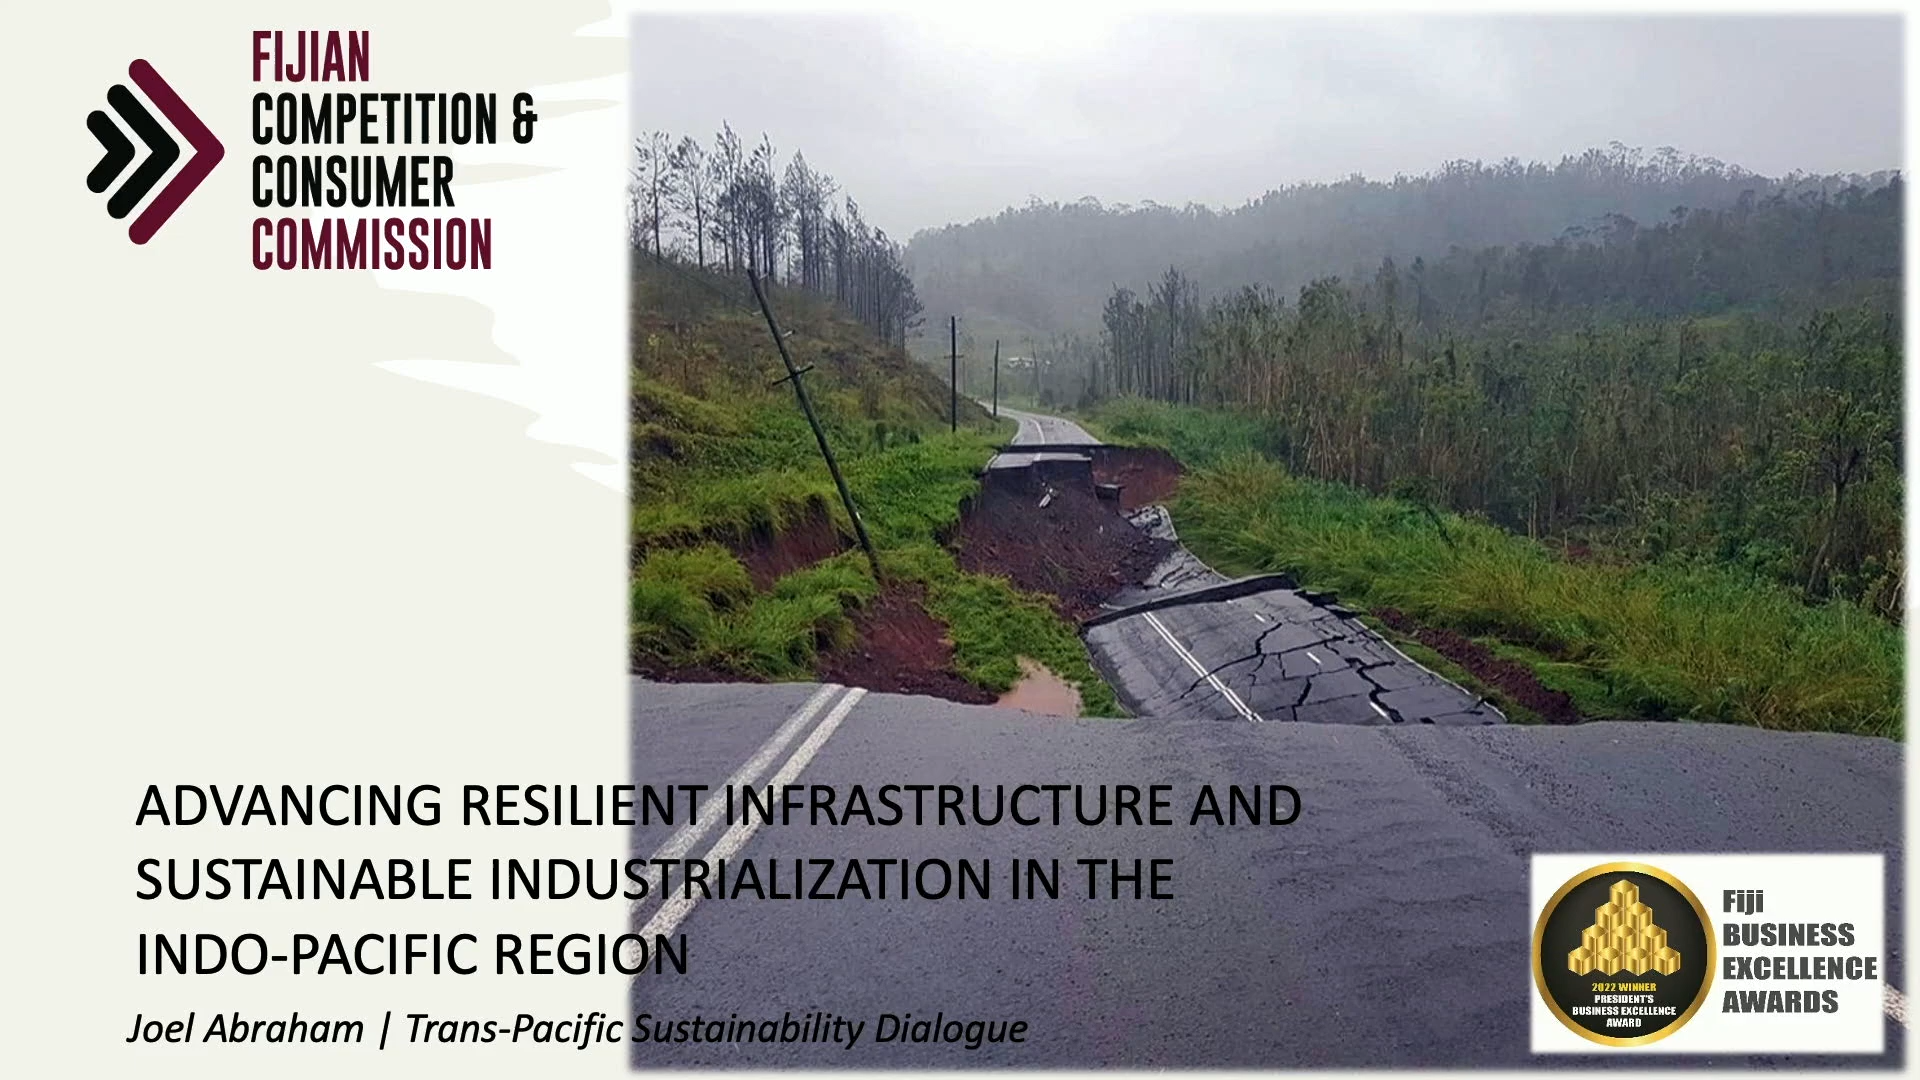 FIJIAN
COMPETITION &
CONSUMER
COMMISSION
ADVANCING RESILIENT INFRASTRUCTURE AND
SUSTAINABLE INDUSTRIALIZATION IN THE
INDO-PACIFIC REGION
Joel Abraham | Trans-Pacific Sustainability Dialogue
2022 WINNER
PRESIDENT'S
BUSINESS EXCELLENCE
AWARD
Fiji
BUSINESS
EXCELLENCE
AWARDS